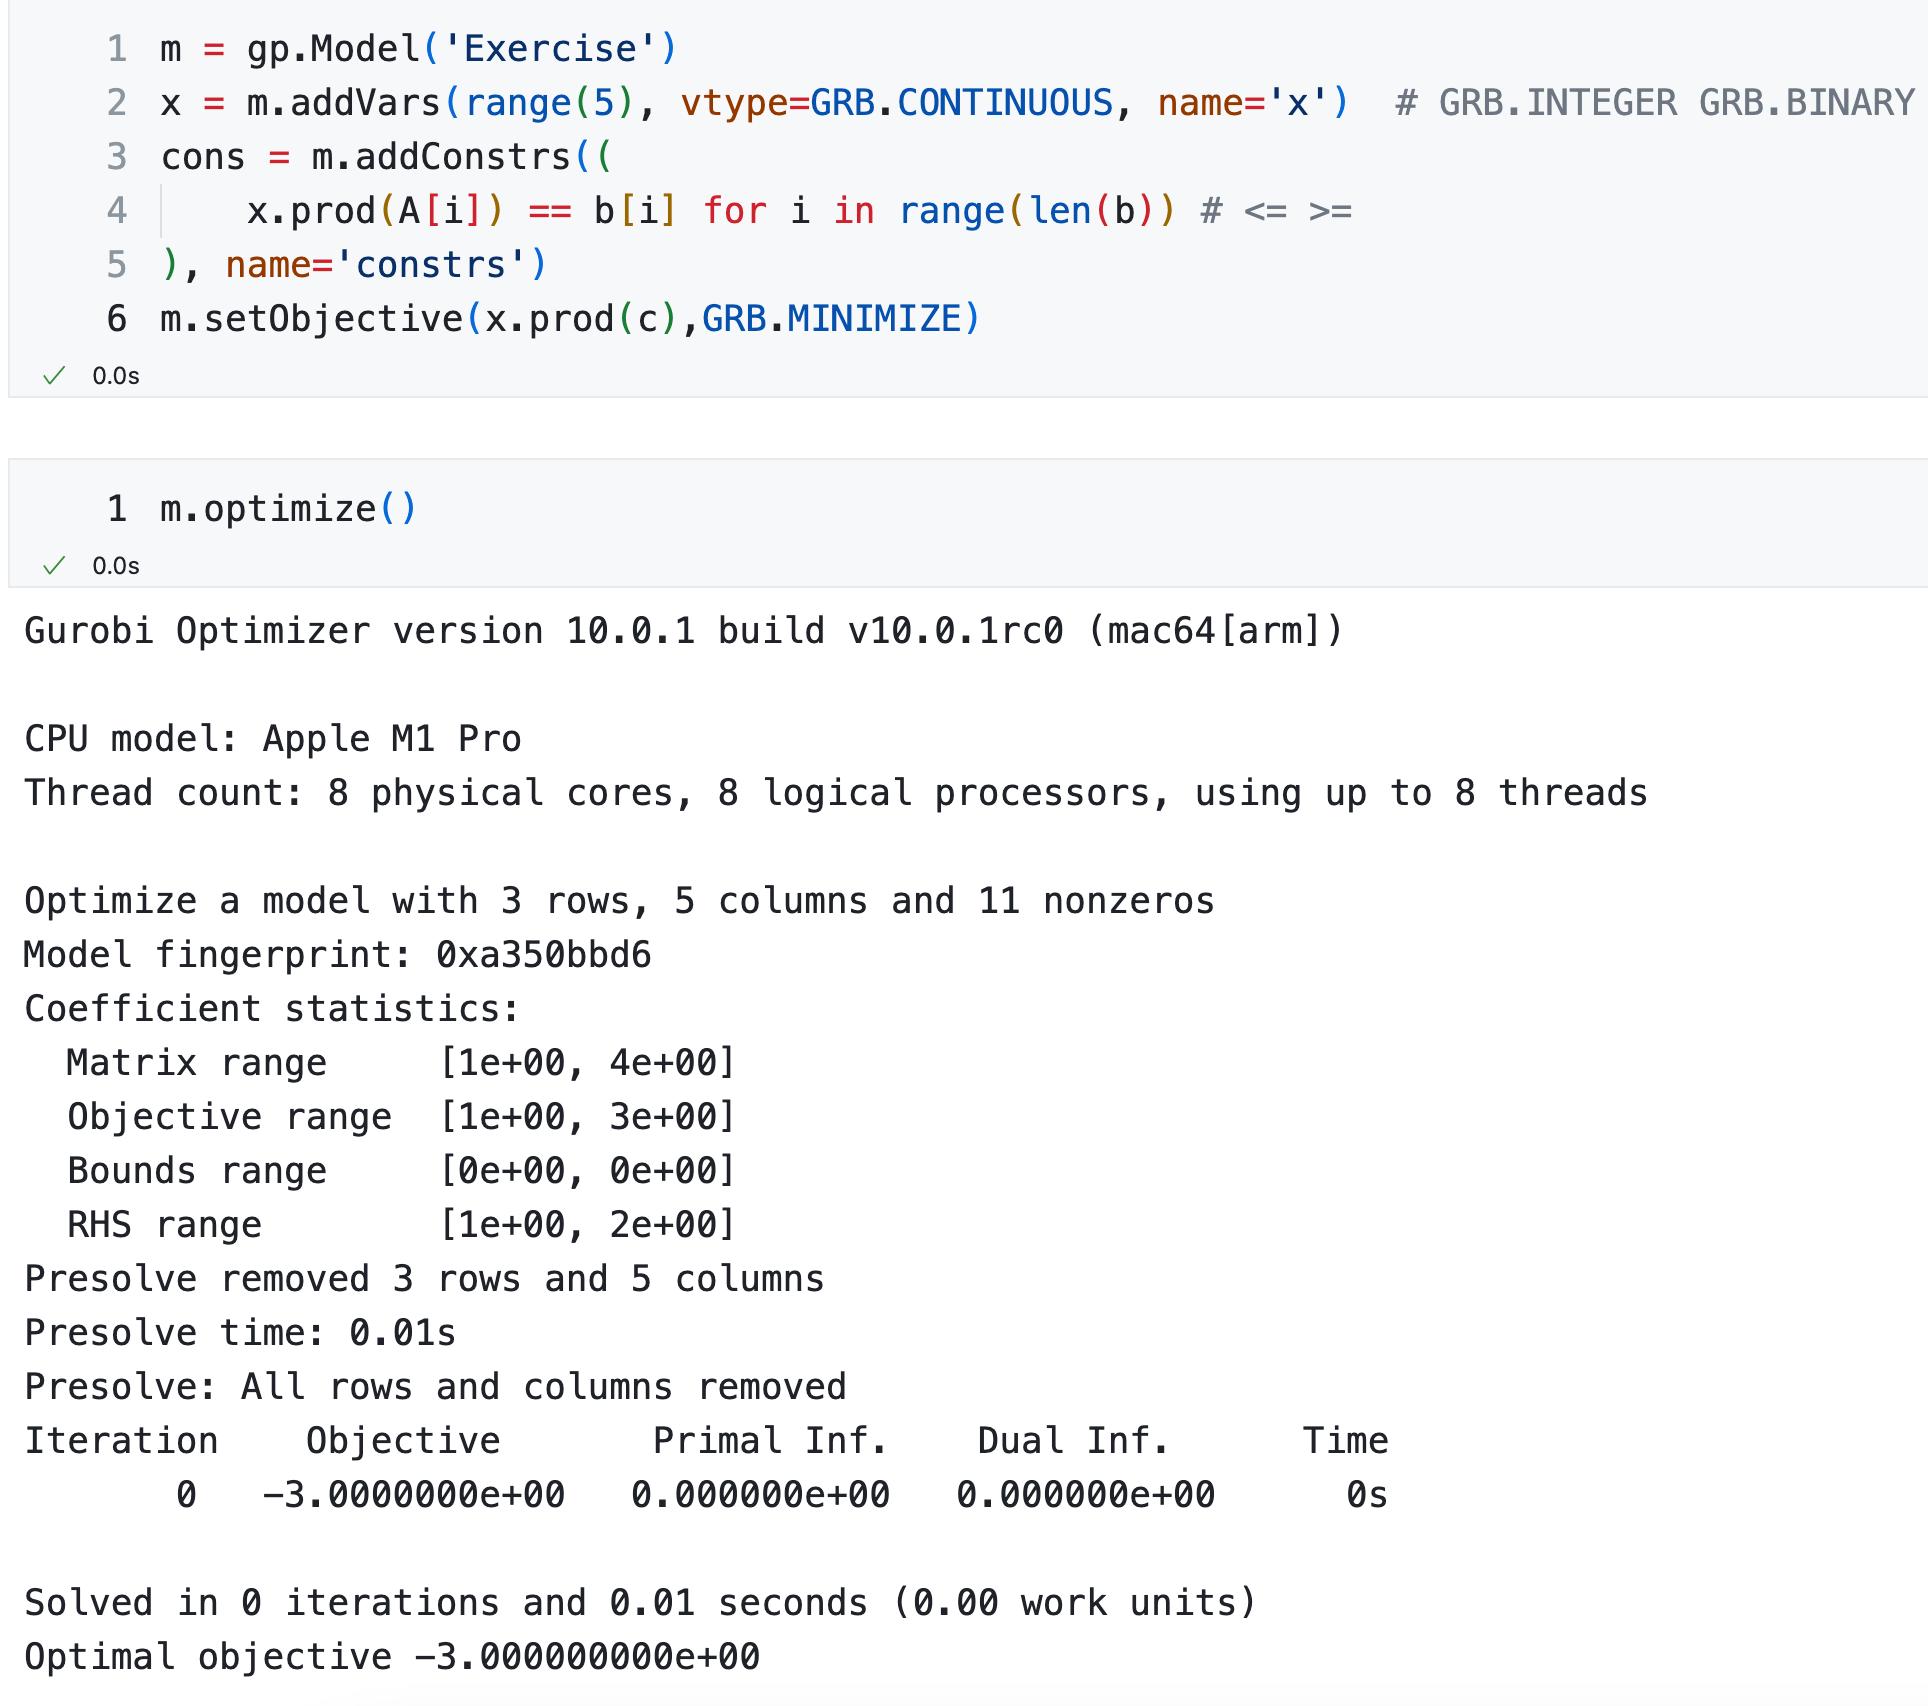 1 m = gp.Model('Exercise')
2 x = m.addVars(range(5), vtype=GRB.CONTINUOUS, name='x')  # GRB.INTEGER GRB.BINARY
3 cons = m.addConstrs((
4     x.prod(A[i]) == b[i] for i in range(len(b)) # <= >=
5 ), name='constrs')
6 m.setObjective(x.prod(c),GRB.MINIMIZE)
✓ 0.0s
1 m.optimize()
✓ 0.0s
Gurobi Optimizer version 10.0.1 build v10.0.1rc0 (mac64[arm])
CPU model: Apple M1 Pro
Thread count: 8 physical cores, 8 logical processors, using up to 8 threads
Optimize a model with 3 rows, 5 columns and 11 nonzeros
Model fingerprint: 0xa350bbd6
Coefficient statistics:
  Matrix range     [1e+00, 4e+00]
  Objective range  [1e+00, 3e+00]
  Bounds range     [0e+00, 0e+00]
  RHS range        [1e+00, 2e+00]
Presolve removed 3 rows and 5 columns
Presolve time: 0.01s
Presolve: All rows and columns removed
Iteration    Objective       Primal Inf.    Dual Inf.      Time
       0   -3.0000000e+00   0.000000e+00   0.000000e+00      0s
Solved in 0 iterations and 0.01 seconds (0.00 work units)
Optimal objective -3.000000000e+00